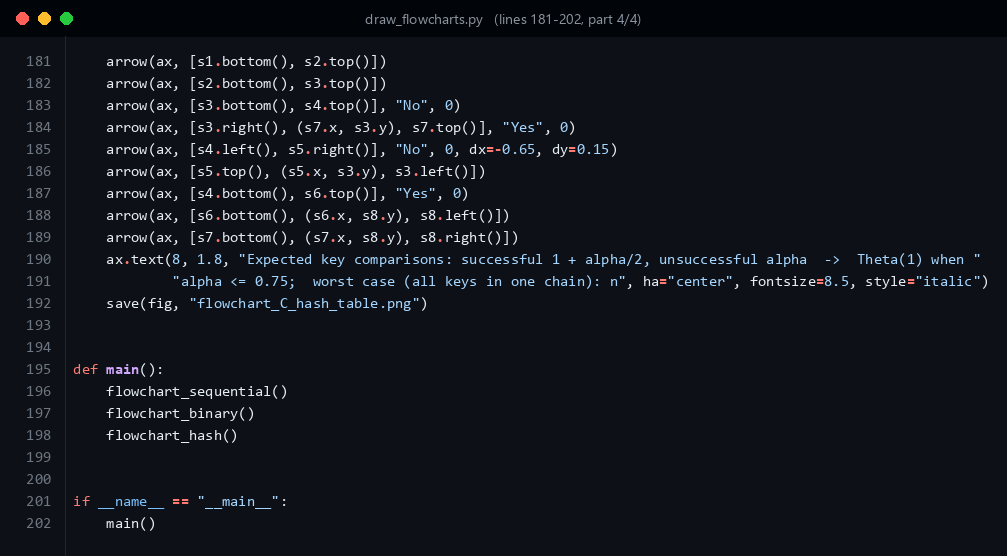 draw_flowcharts.py   (lines 181-202, part 4/4)
181    arrow(ax, [s1.bottom(), s2.top()])
182    arrow(ax, [s2.bottom(), s3.top()])
183    arrow(ax, [s3.bottom(), s4.top()], "No", 0)
184    arrow(ax, [s3.right(), (s7.x, s3.y), s7.top()], "Yes", 0)
185    arrow(ax, [s4.left(), s5.right()], "No", 0, dx=-0.65, dy=0.15)
186    arrow(ax, [s5.top(), (s5.x, s3.y), s3.left()])
187    arrow(ax, [s4.bottom(), s6.top()], "Yes", 0)
188    arrow(ax, [s6.bottom(), (s6.x, s8.y), s8.left()])
189    arrow(ax, [s7.bottom(), (s7.x, s8.y), s8.right()])
190    ax.text(8, 1.8, "Expected key comparisons: successful 1 + alpha/2, unsuccessful alpha  ->  Theta(1) when "
191            "alpha <= 0.75;  worst case (all keys in one chain): n", ha="center", fontsize=8.5, style="italic")
192    save(fig, "flowchart_C_hash_table.png")
193
194
195 def main():
196    flowchart_sequential()
197    flowchart_binary()
198    flowchart_hash()
199
200
201 if __name__ == "__main__":
202    main()